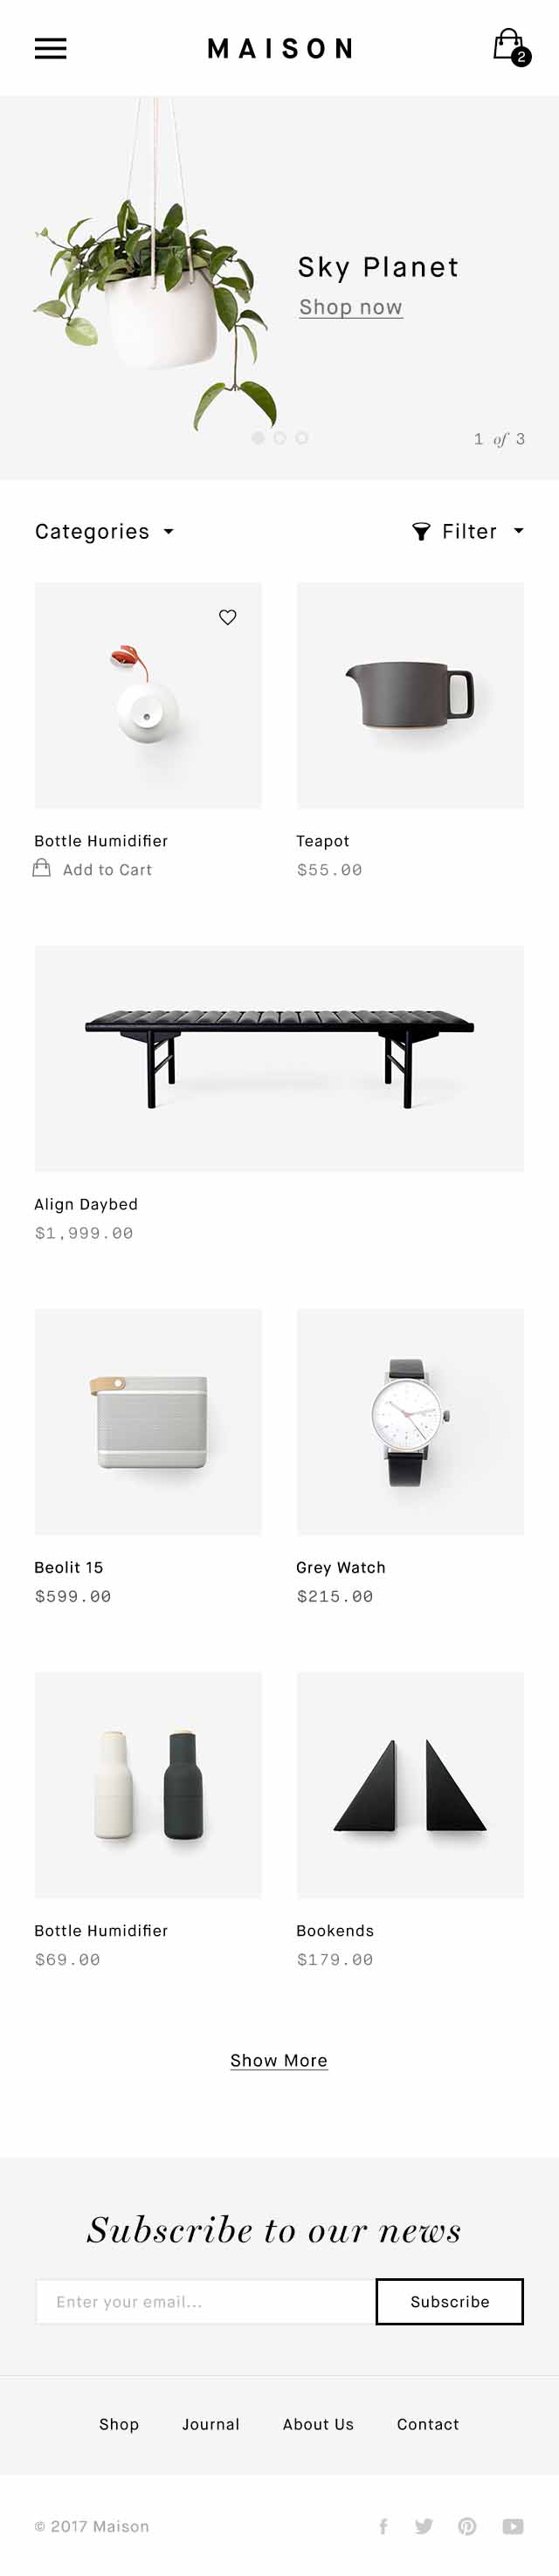 MAISON
2
Sky Planet
Shop now
1 of 3
Categories
Filter
Bottle Humidifier
Add to Cart
Teapot
$55.00
Align Daybed
$1,999.00
Beolit 15
$599.00
Grey Watch
$215.00
Bottle Humidifier
$69.00
Bookends
$179.00
Show More
Subscribe to our news
Enter your email...
Subscribe
Shop Journal About Us Contact
© 2017 Maison